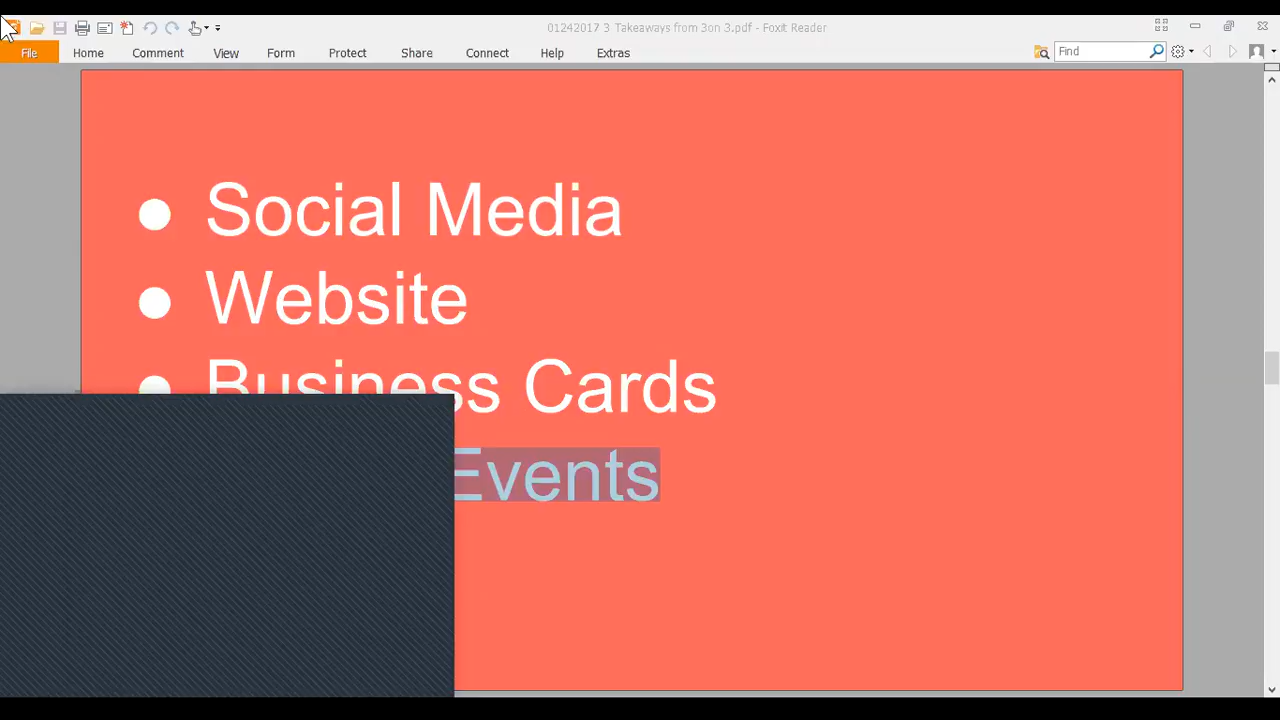 01242017 3 Takeaways from 3on 3.pdf - Foxit Reader
File Home Comment View Form Protect Share Connect Help Extras
Find
● Social Media
● Website
● Business Cards
Events